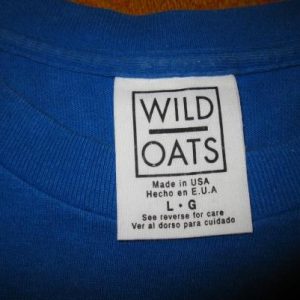 WILD
OATS
Made in USA
Hecho en E.U.A
L • G
See reverse for care
Ver al dorso para cuidado